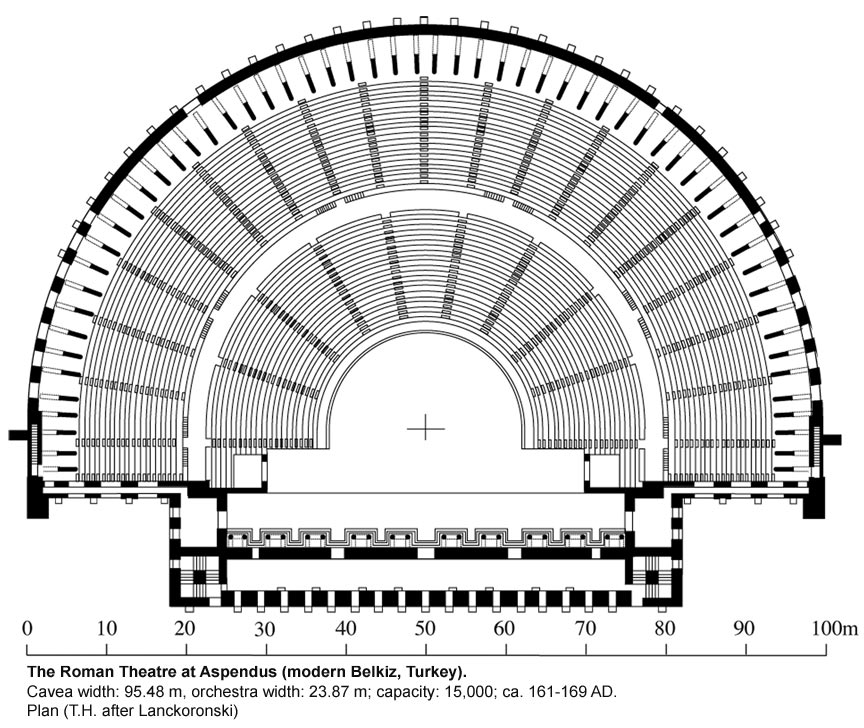 0 10 20 30 40 50 60 70 80 90 100m
The Roman Theatre at Aspendus (modern Belkiz, Turkey).
Cavea width: 95.48 m, orchestra width: 23.87 m; capacity: 15,000; ca. 161-169 AD.
Plan (T.H. after Lanckoronski)